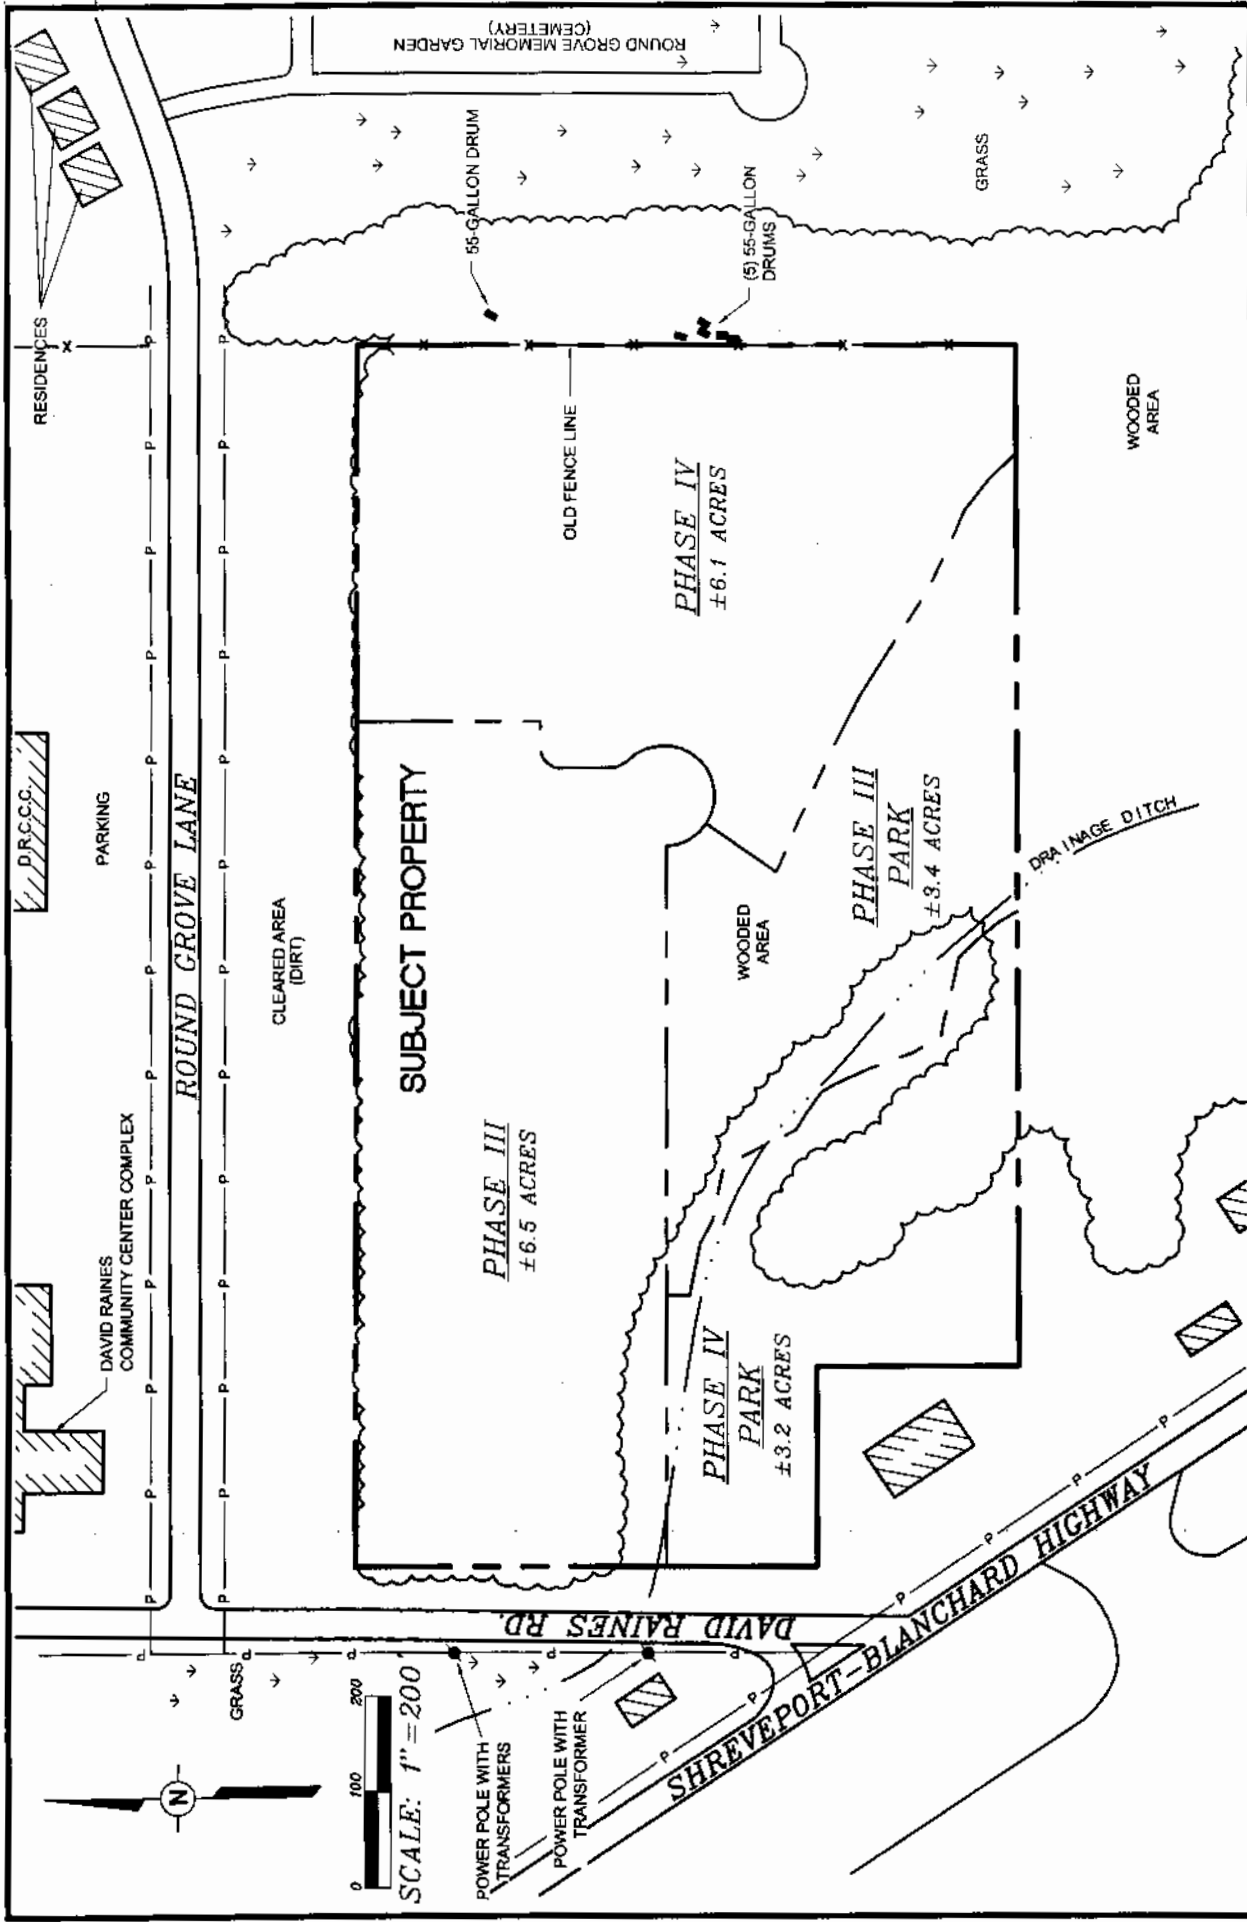 D.R.C.C.C.
PARKING
DAVID RAINES
COMMUNITY CENTER COMPLEX
RESIDENCES
ROUND GROVE LANE
CLEARED AREA
(DIRT)
GRASS
ROUND GROVE MEMORIAL GARDEN
(CEMETERY)
SUBJECT PROPERTY
PHASE III
±6.5 ACRES
OLD FENCE LINE
PHASE IV
±6.1 ACRES
55-GALLON DRUM
(5) 55-GALLON
DRUMS
GRASS
WOODED
AREA
PHASE III
PARK
±3.4 ACRES
PHASE IV
PARK
±3.2 ACRES
DRAINAGE DITCH
WOODED
AREA
DAVID RAINES RD.
SHREVEPORT-BLANCHARD HIGHWAY
N
0 100 200
SCALE: 1"=200'
POWER POLE WITH
TRANSFORMERS
POWER POLE WITH
TRANSFORMER